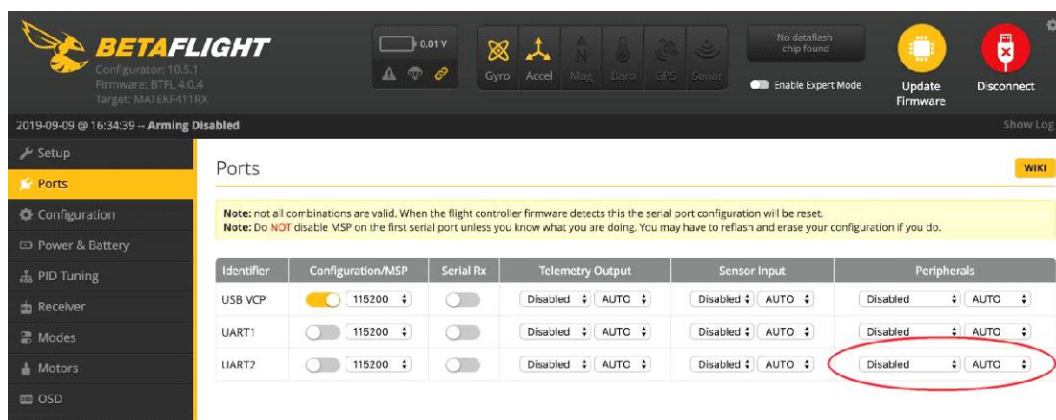 BETAFLIGHT
Configurator: 10.5.1
Firmware: BTFL 4.0.4
Target: MATEKF411RX
0.01 V
Gyro Accel Mag Baro GPS Sonar
No dataflash
chip found
Enable Expert Mode
Update
Firmware
Disconnect
2019-09-09 @ 16:34:39 -- Arming Disabled
Show Log
Setup
Ports
Configuration
Power & Battery
PID Tuning
Receiver
Modes
Motors
OSD
Ports
WIKI
Note: not all combinations are valid. When the flight controller firmware detects this the serial port configuration will be reset.
Note: Do NOT disable MSP on the first serial port unless you know what you are doing. You may have to reflash and erase your configuration if you do.
Identifier Configuration/MSP Serial Rx Telemetry Output Sensor Input Peripherals
USB VCP 115200 Disabled AUTO Disabled AUTO Disabled AUTO
UART1 115200 Disabled AUTO Disabled AUTO Disabled AUTO
UART2 115200 Disabled AUTO Disabled AUTO Disabled AUTO